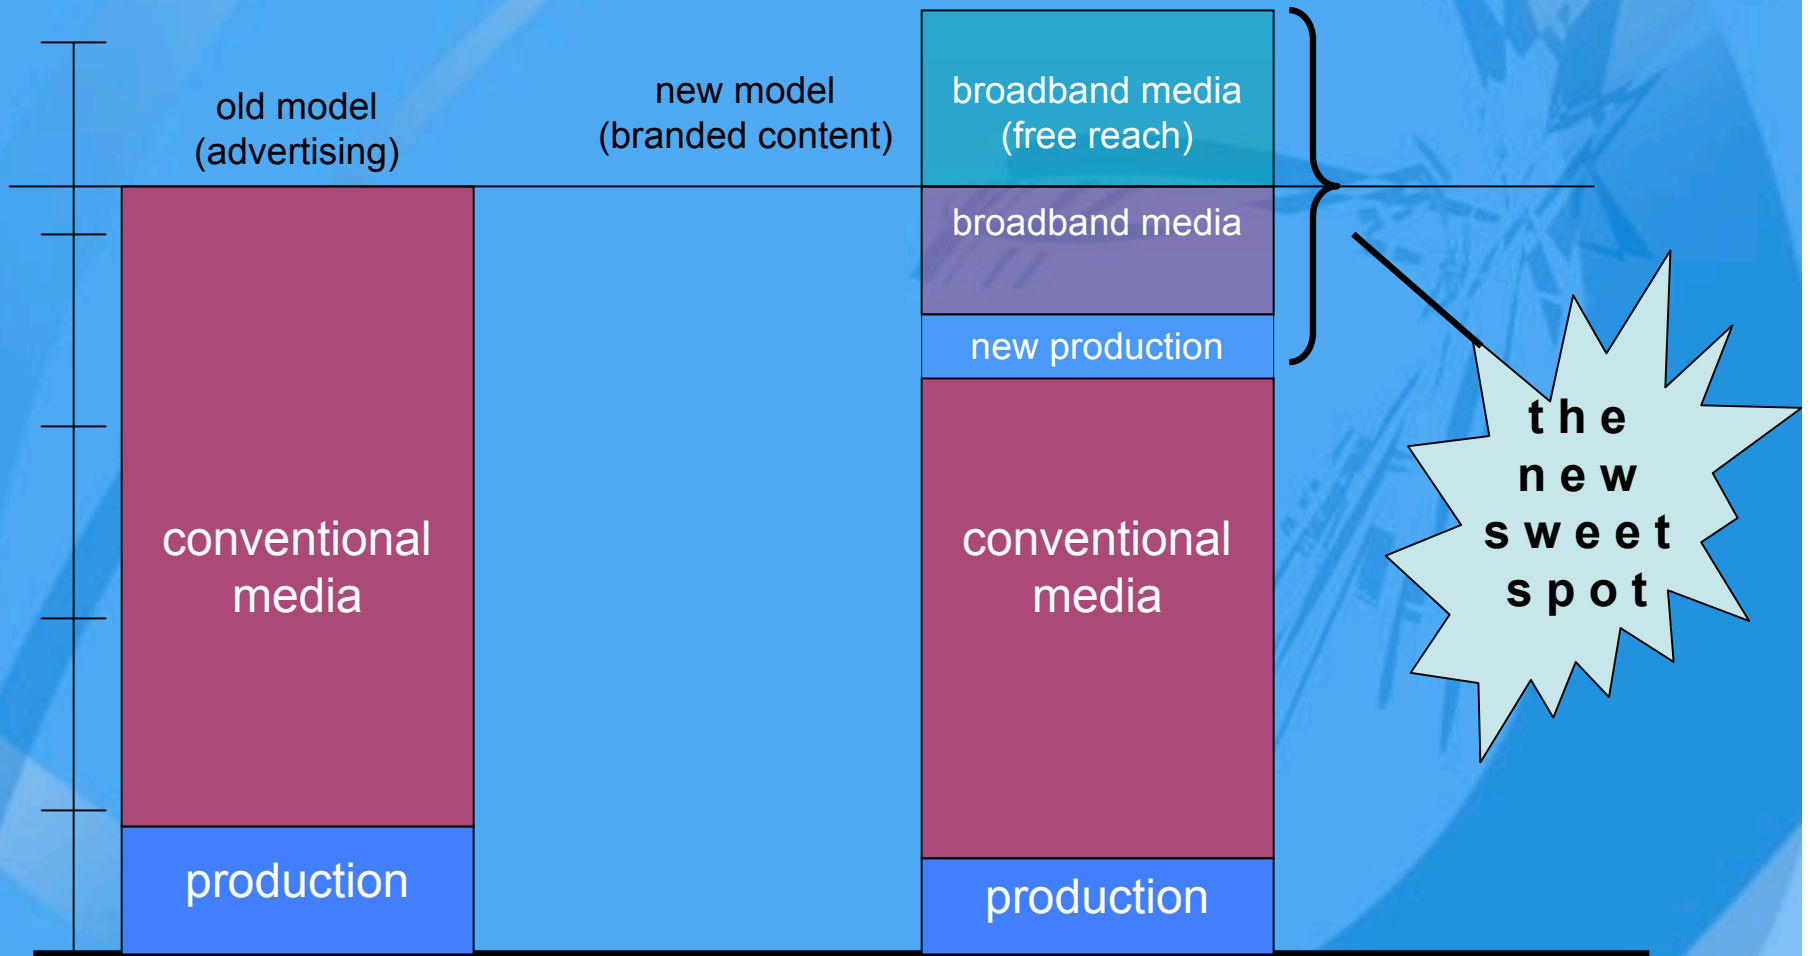 old model
(advertising)
conventional
media
production
new model
(branded content)
broadband media
(free reach)
broadband media
new production
conventional
media
production
the
new
sweet
spot